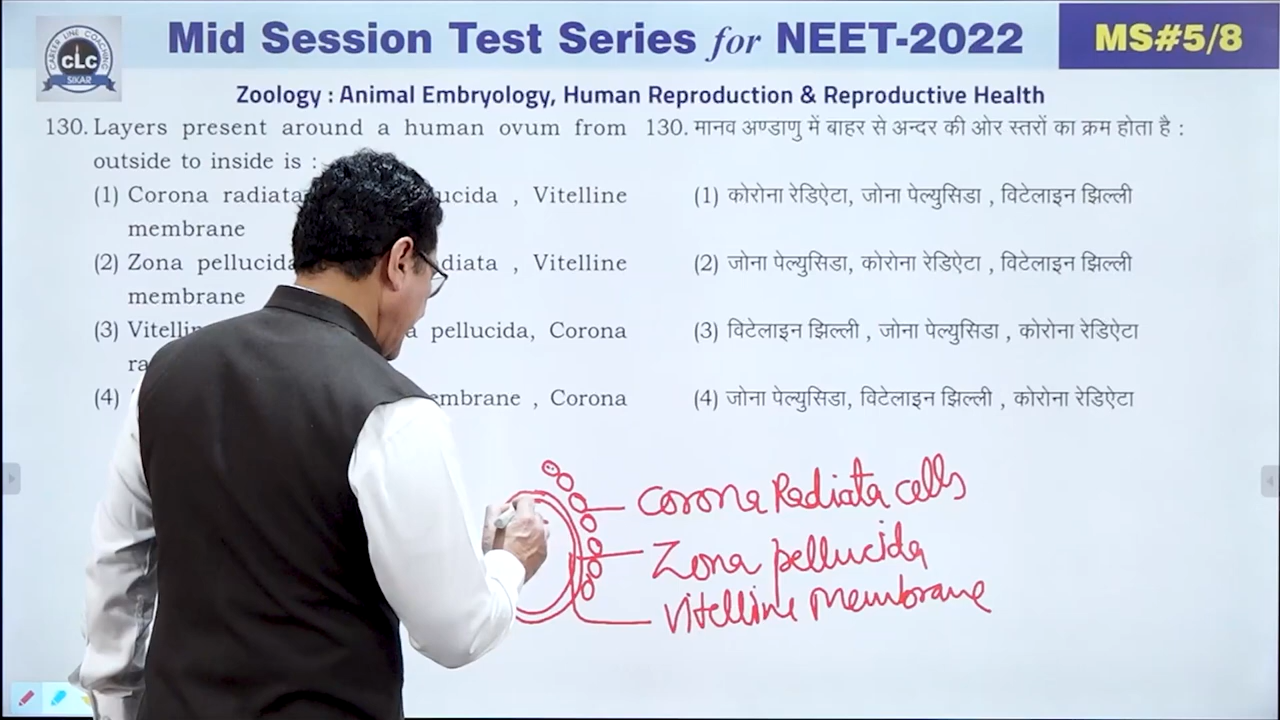 CAREER LINE COACHING
CLC
SIKAR
Mid Session Test Series for NEET-2022
MS#5/8
Zoology : Animal Embryology, Human Reproduction & Reproductive Health
130. Layers present around a human ovum from
outside to inside is :
(1) Corona radiata ucida , Vitelline
membrane
(2) Zona pellucida diata , Vitelline
membrane
(3) Vitellin a pellucida, Corona
ra
(4) embrane , Corona
130. मानव अण्डाणु में बाहर से अन्दर की ओर स्तरों का क्रम होता है :
(1) कोरोना रेडिऐटा, जोना पेल्युसिडा , विटेलाइन झिल्ली
(2) जोना पेल्युसिडा, कोरोना रेडिऐटा , विटेलाइन झिल्ली
(3) विटेलाइन झिल्ली , जोना पेल्युसिडा , कोरोना रेडिऐटा
(4) जोना पेल्युसिडा, विटेलाइन झिल्ली , कोरोना रेडिऐटा
Corona Radiata cells
Zona pellucida
Vitelline Membrane